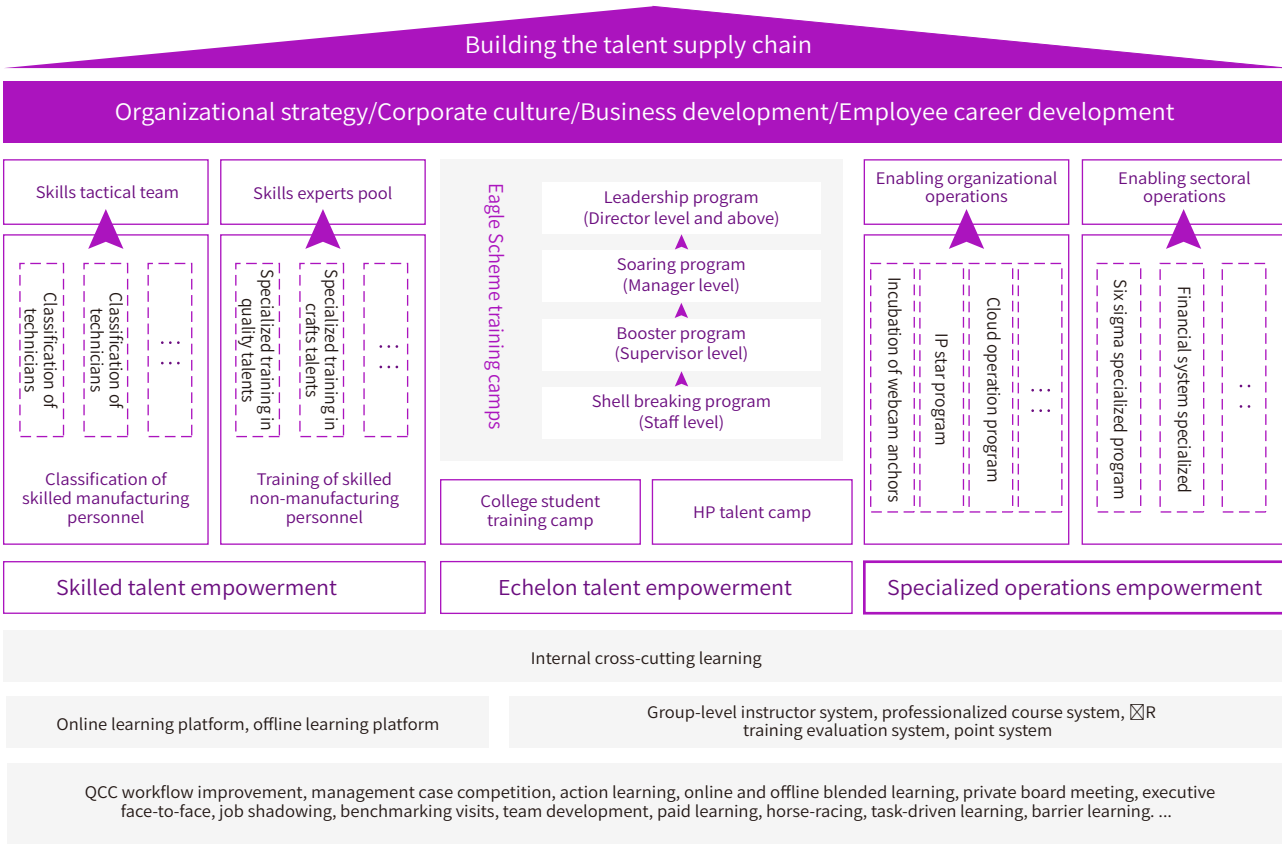 Building the talent supply chain
Organizational strategy/Corporate culture/Business development/Employee career development
Skills tactical team
Classification of
technicians
Classification of
technicians
... ...
Classification of
skilled manufacturing
personnel
Skills experts pool
Specialized training in
quality talents
Specialized training in
crafts talents
... ...
Training of skilled
non-manufacturing
personnel
Skilled talent empowerment
Eagle Scheme training camps
Leadership program
(Director level and above)
Soaring program
(Manager level)
Booster program
(Supervisor level)
Shell breaking program
(Staff level)
College student
training camp
HP talent camp
Echelon talent empowerment
Enabling organizational
operations
Incubation of webcam anchors
IP star program
Cloud operation program
... ...
Enabling sectoral
operations
Six sigma specialized program
Financial system specialized
.. ..
Specialized operations empowerment
Internal cross-cutting learning
Online learning platform, offline learning platform
Group-level instructor system, professionalized course system, R
training evaluation system, point system
QCC workflow improvement, management case competition, action learning, online and offline blended learning, private board meeting, executive
face-to-face, job shadowing, benchmarking visits, team development, paid learning, horse-racing, task-driven learning, barrier learning. ...